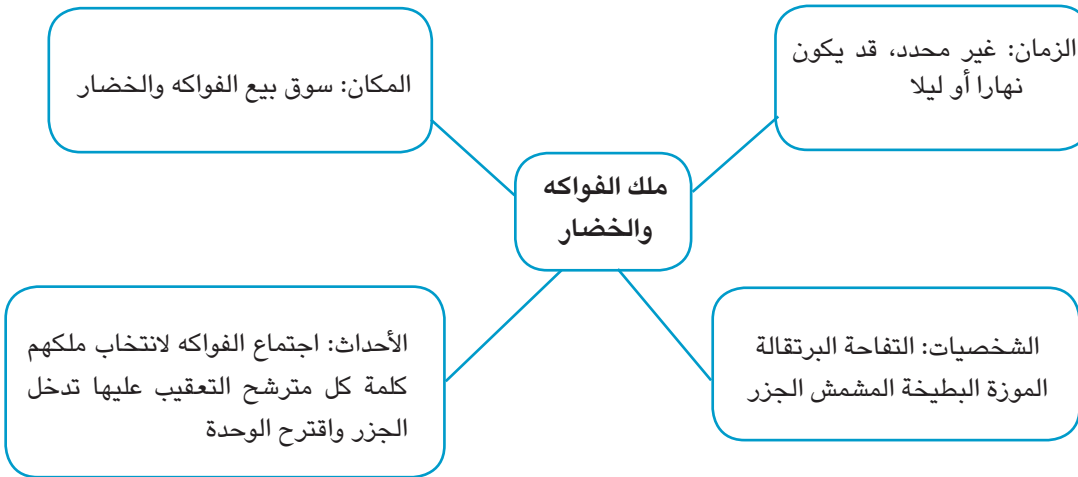 الزمان: غير محدد، قد يكون
نهارا أو ليلا
المكان: سوق بيع الفواكه والخضار
ملك الفواكه
والخضار
الشخصيات: التفاحة البرتقالة
الموزة البطيخة المشمش الجزر
الأحداث: اجتماع الفواكه لانتخاب ملكهم
كلمة كل مترشح التعقيب عليها تدخل
الجزر واقترح الوحدة